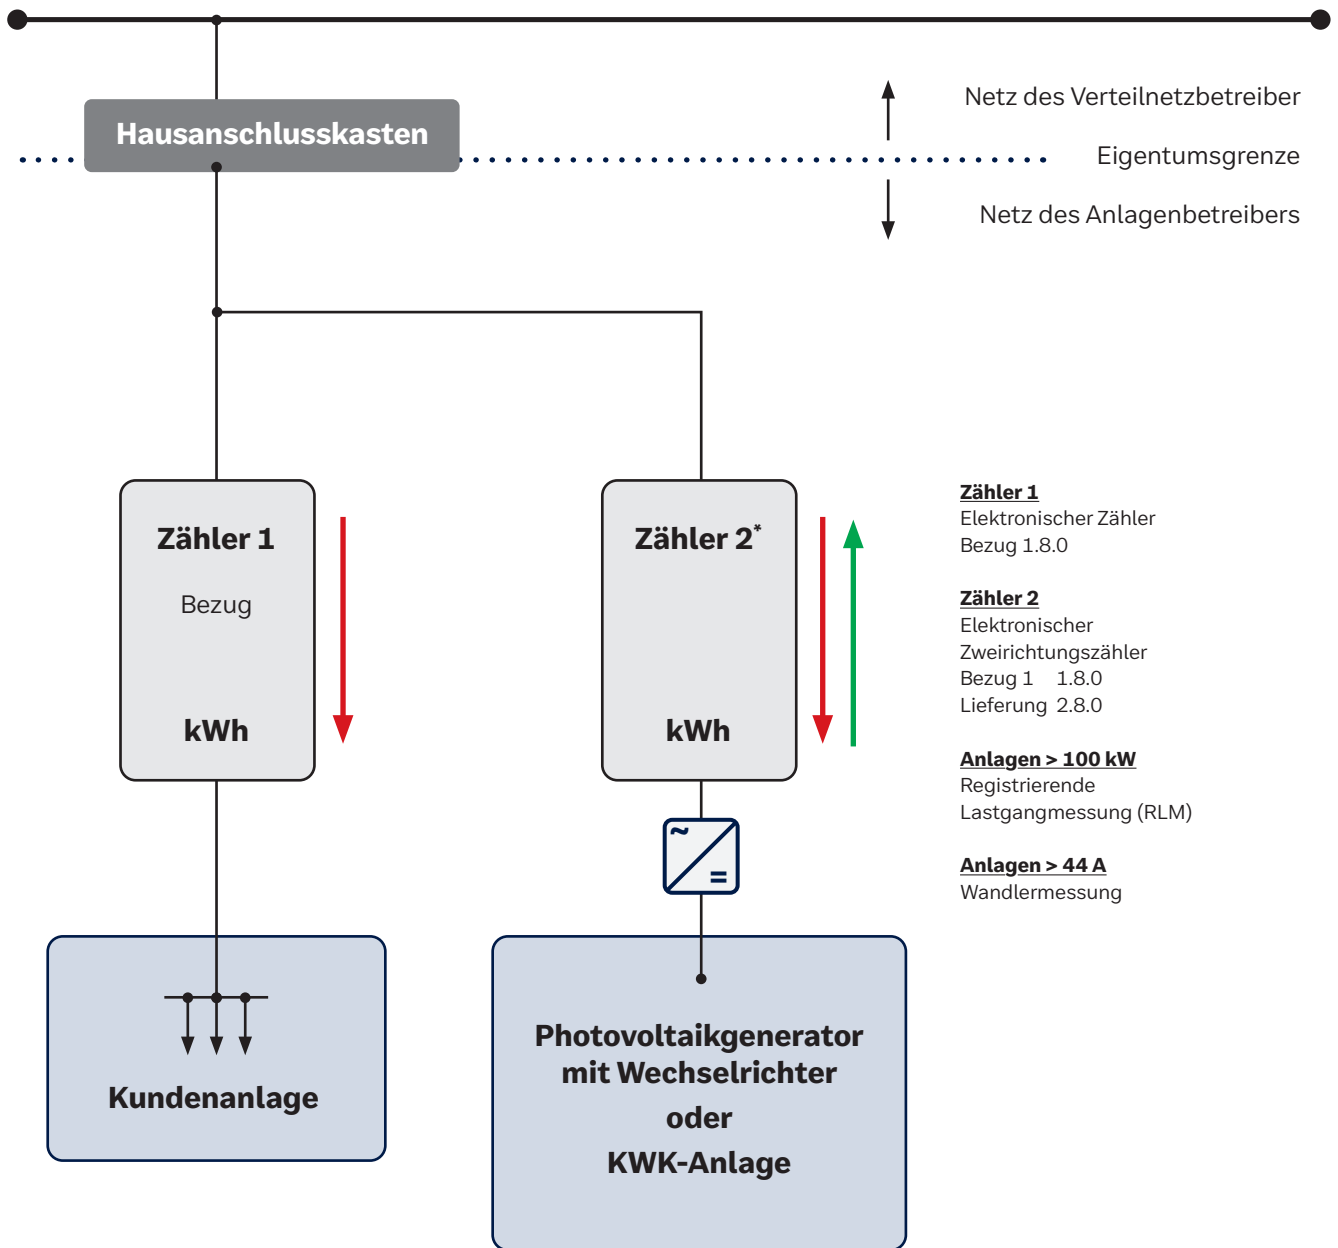 Netz des Verteilnetzbetreiber
Hausanschlusskasten
Eigentumsgrenze
Netz des Anlagenbetreibers
Zähler 1
Bezug
kWh
Zähler 2*
kWh
Zähler 1
Elektronischer Zähler
Bezug 1.8.0
Zähler 2
Elektronischer
Zweirichtungszähler
Bezug 1 1.8.0
Lieferung 2.8.0
Anlagen > 100 kW
Registrierende
Lastgangmessung (RLM)
Anlagen > 44 A
Wandlermessung
~
=
Kundenanlage
Photovoltaikgenerator
mit Wechselrichter
oder
KWK-Anlage